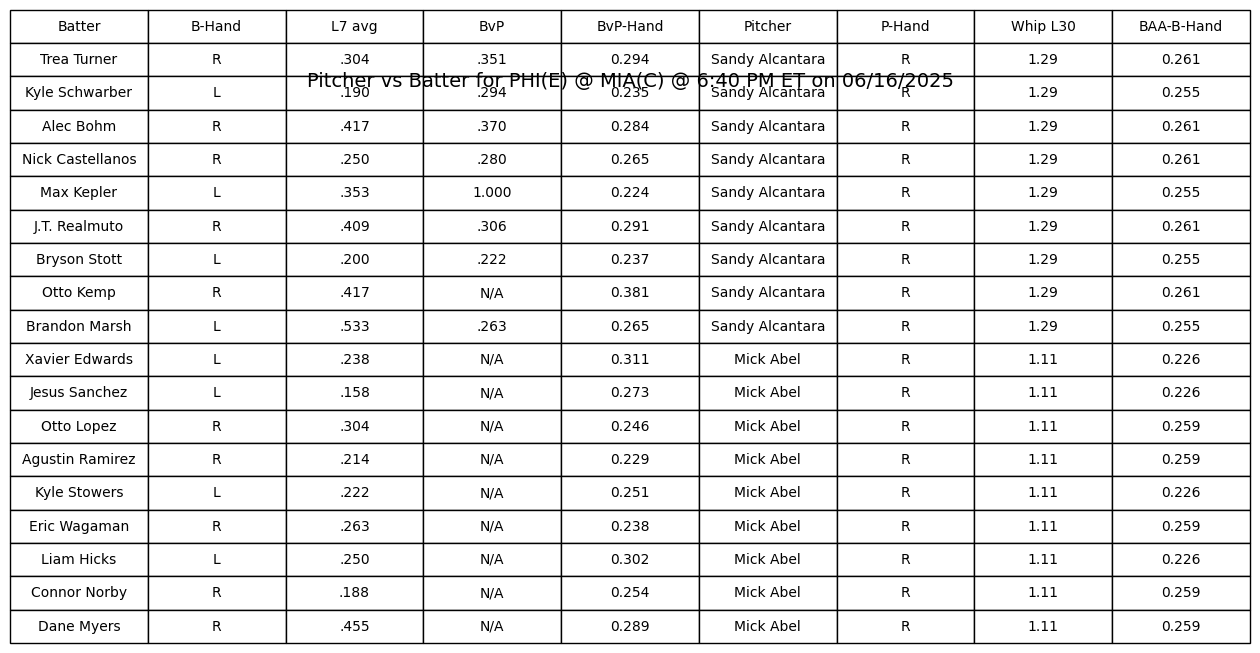 Batter B-Hand L7 avg BvP BvP-Hand Pitcher P-Hand Whip L30 BAA-B-Hand
Trea Turner R .304 .351 0.294 Sandy Alcantara R 1.29 0.261
Pitcher vs Batter for PHI(E) @ MIA(C) @ 6:40 PM ET on 06/16/2025
Kyle Schwarber L .190 .294 0.235 Sandy Alcantara R 1.29 0.255
Alec Bohm R .417 .370 0.284 Sandy Alcantara R 1.29 0.261
Nick Castellanos R .250 .280 0.265 Sandy Alcantara R 1.29 0.261
Max Kepler L .353 1.000 0.224 Sandy Alcantara R 1.29 0.255
J.T. Realmuto R .409 .306 0.291 Sandy Alcantara R 1.29 0.261
Bryson Stott L .200 .222 0.237 Sandy Alcantara R 1.29 0.255
Otto Kemp R .417 N/A 0.381 Sandy Alcantara R 1.29 0.261
Brandon Marsh L .533 .263 0.265 Sandy Alcantara R 1.29 0.255
Xavier Edwards L .238 N/A 0.311 Mick Abel R 1.11 0.226
Jesus Sanchez L .158 N/A 0.273 Mick Abel R 1.11 0.226
Otto Lopez R .304 N/A 0.246 Mick Abel R 1.11 0.259
Agustin Ramirez R .214 N/A 0.229 Mick Abel R 1.11 0.259
Kyle Stowers L .222 N/A 0.251 Mick Abel R 1.11 0.226
Eric Wagaman R .263 N/A 0.238 Mick Abel R 1.11 0.259
Liam Hicks L .250 N/A 0.302 Mick Abel R 1.11 0.226
Connor Norby R .188 N/A 0.254 Mick Abel R 1.11 0.259
Dane Myers R .455 N/A 0.289 Mick Abel R 1.11 0.259